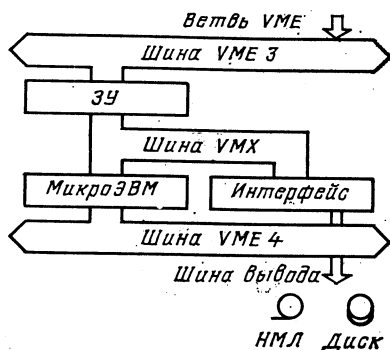 Ветвь VME
Шина VME 3
ЗУ
Шина VMX
МикроЭВМ
Интерфейс
Шина VME 4
Шина вывода
НМЛ
Диск